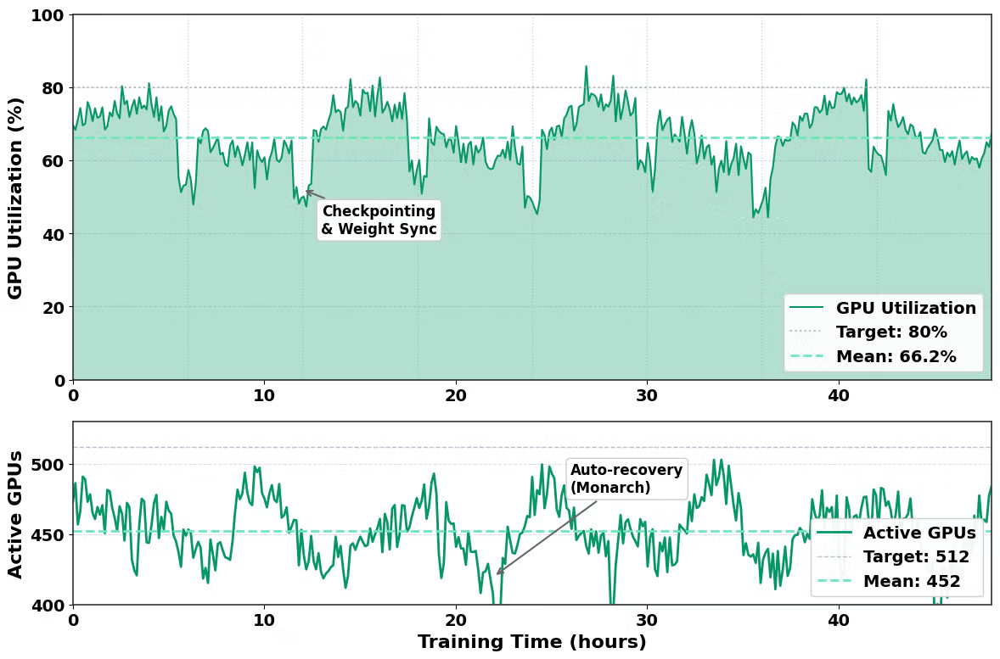 100
80
60
40
20
0
GPU Utilization (%)
Checkpointing
& Weight Sync
GPU Utilization
Target: 80%
Mean: 66.2%
0 10 20 30 40
500
450
400
Active GPUs
Auto-recovery
(Monarch)
Active GPUs
Target: 512
Mean: 452
0 10 20 30 40
Training Time (hours)